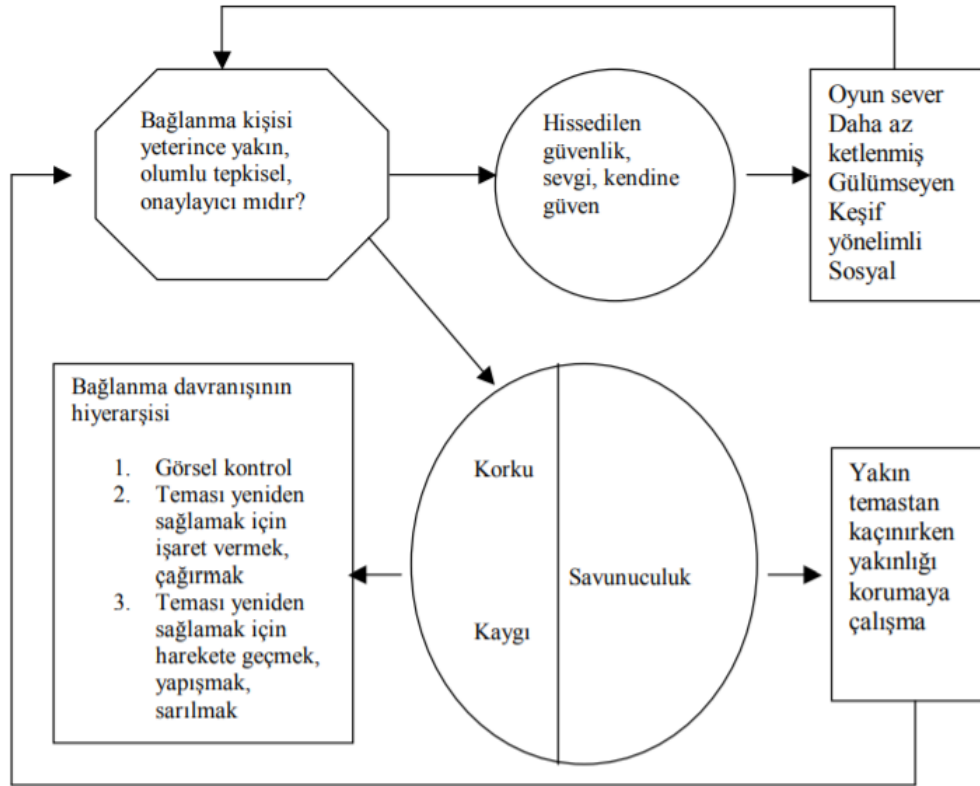 Bağlanma kişisi
yeterince yakın,
olumlu tepkisel,
onaylayıcı mıdır?
Hissedilen
güvenlik,
sevgi, kendine
güven
Oyun sever
Daha az
ketlenmiş
Gülümseyen
Keşif
yönelimli
Sosyal
Bağlanma davranışının
hiyerarşisi
1. Görsel kontrol
2. Teması yeniden
sağlamak için
işaret vermek,
çağırmak
3. Teması yeniden
sağlamak için
harekete geçmek,
yapışmak,
sarılmak
Korku
Kaygı
Savunuculuk
Yakın
temastan
kaçınırken
yakınlığı
korumaya
çalışma